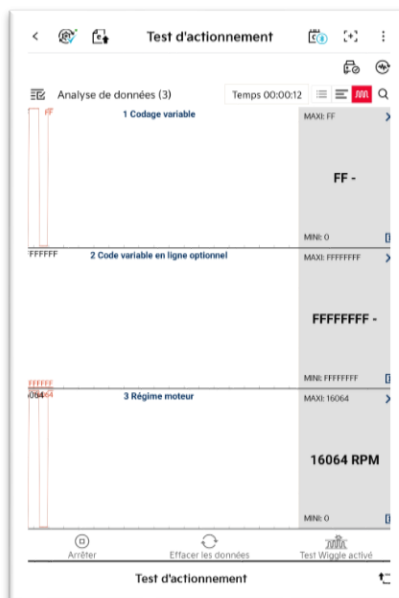 Test d'actionnement
Analyse de données (3)
Temps 00:00:12
FF
1 Codage variable
MAXI: FF
FF -
MINI: 0
FFFFFF
2 Code variable en ligne optionnel
MAXI: FFFFFFFF
FFFFFFFF -
FFFFFF
MINI: FFFFFFFF
3 Régime moteur
MAXI: 16064
16064 RPM
MINI: 0
Arrêter
Effacer les données
Test Wiggle activé
Test d'actionnement